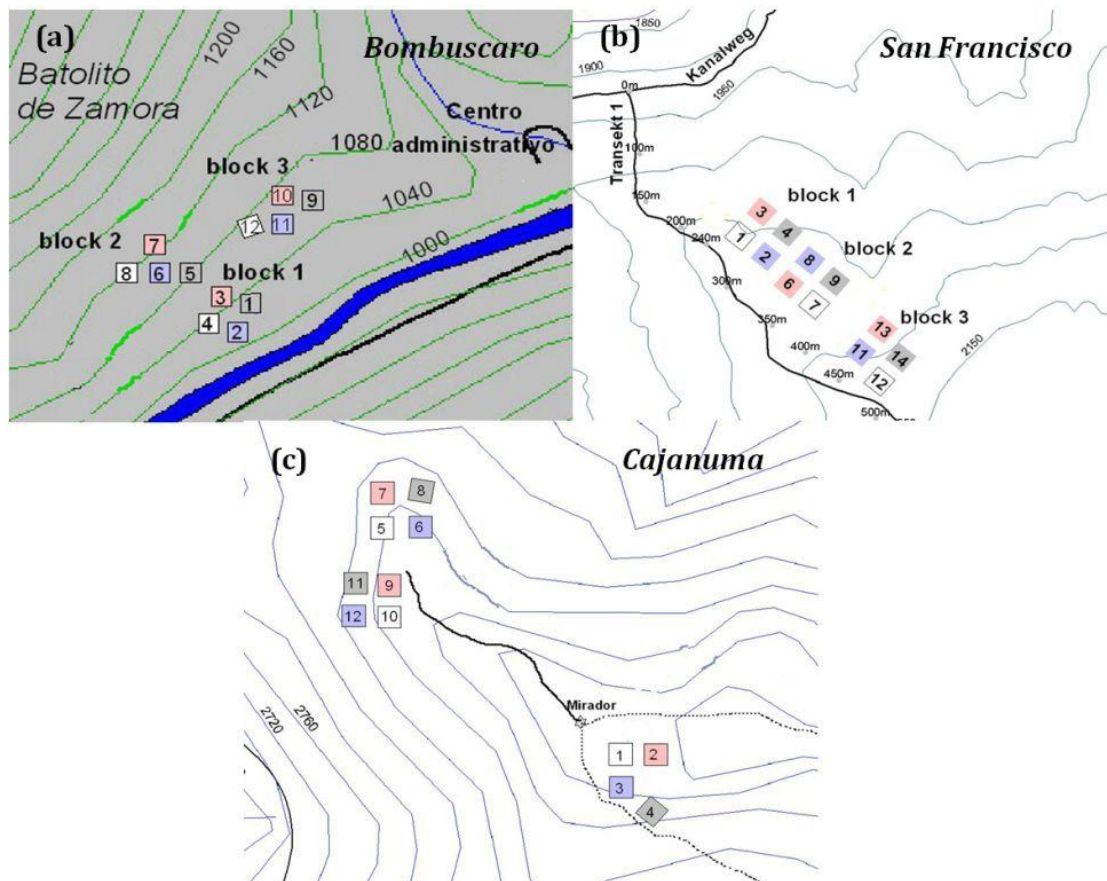 (a)
Bombuscaro
Batolito
de Zamora
1200
1160
1120
1080
1040
1000
Centro
administrativo
block 3
10
9
12
11
block 2
7
8
6
5
block 1
3
1
4
2
(b)
San Francisco
1850
1900
1950
Kanalweg
0m
Transekt 1
100m
150m
200m
240m
300m
350m
400m
450m
500m
block 1
3
4
1
2
block 2
8
9
6
7
block 3
13
11
14
12
2150
(c)
Cajanuma
7
8
5
6
11
9
12
10
2720
2760
Mirador
1
2
3
4